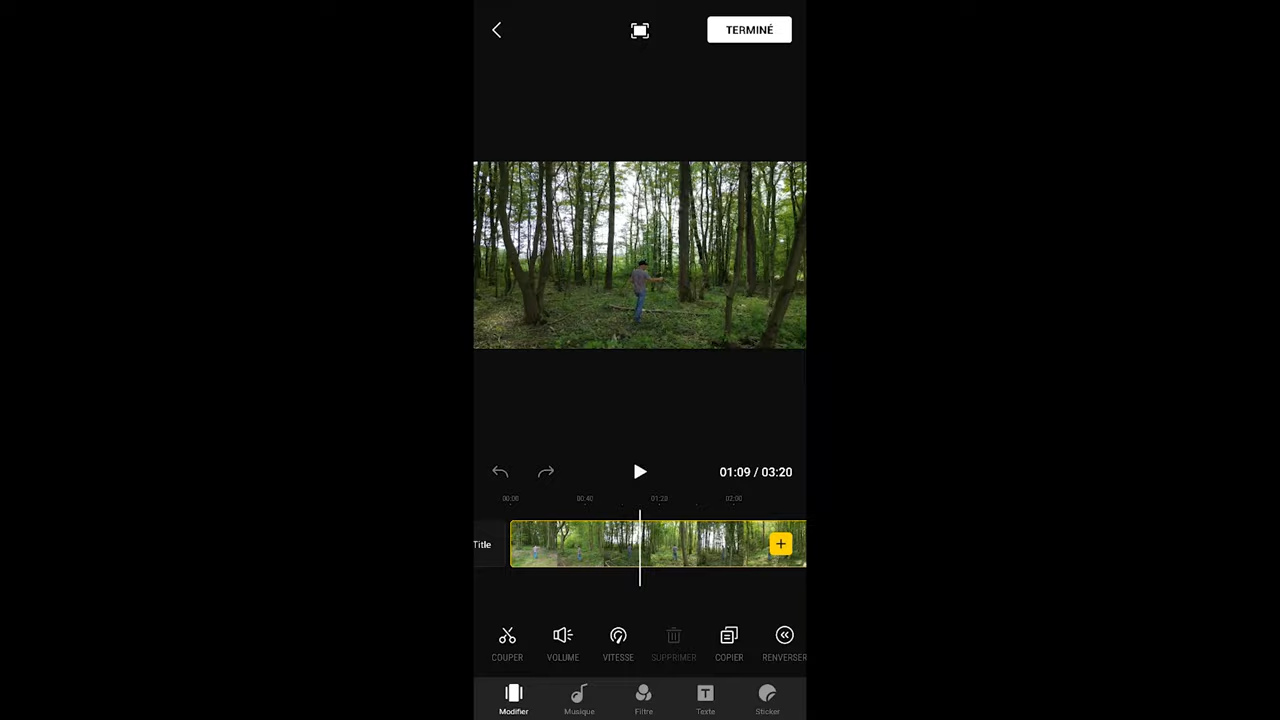 TERMINÉ
01:09 / 03:20
00:00 00:40 01:20 02:00
Title
COUPER VOLUME VITESSE SUPPRIMER COPIER RENVERSER
Modifier Musique Filtre Texte Sticker